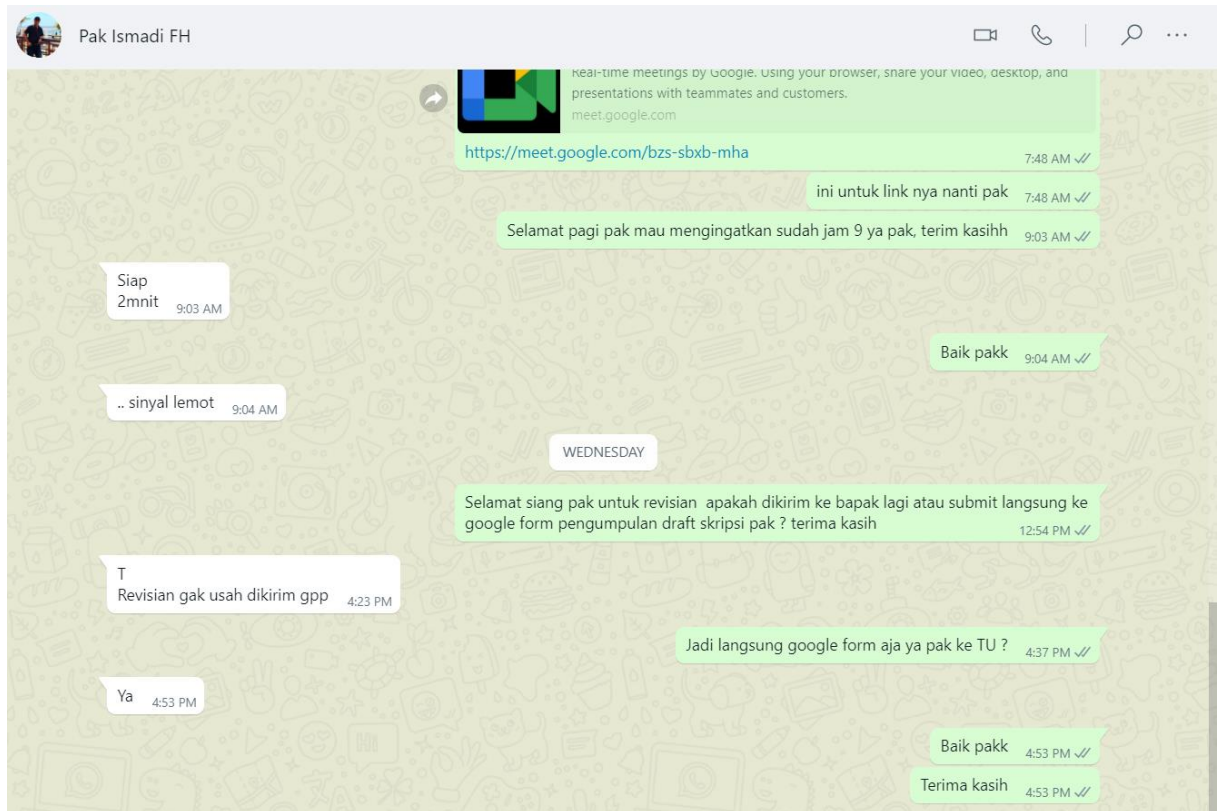 Pak Ismadi FH
Real-time meetings by Google. Using your browser, share your video, desktop, and
presentations with teammates and customers.
meet.google.com
https://meet.google.com/bzs-sbxb-mha
7:48 AM
ini untuk link nya nanti pak 7:48 AM
Selamat pagi pak mau mengingatkan sudah jam 9 ya pak, terim kasihh 9:03 AM
Siap
2mnit 9:03 AM
Baik pakk 9:04 AM
.. sinyal lemot 9:04 AM
WEDNESDAY
Selamat siang pak untuk revisian apakah dikirim ke bapak lagi atau submit langsung ke
google form pengumpulan draft skripsi pak ? terima kasih 12:54 PM
T
Revisian gak usah dikirim gpp 4:23 PM
Jadi langsung google form aja ya pak ke TU ? 4:37 PM
Ya 4:53 PM
Baik pakk 4:53 PM
Terima kasih 4:53 PM